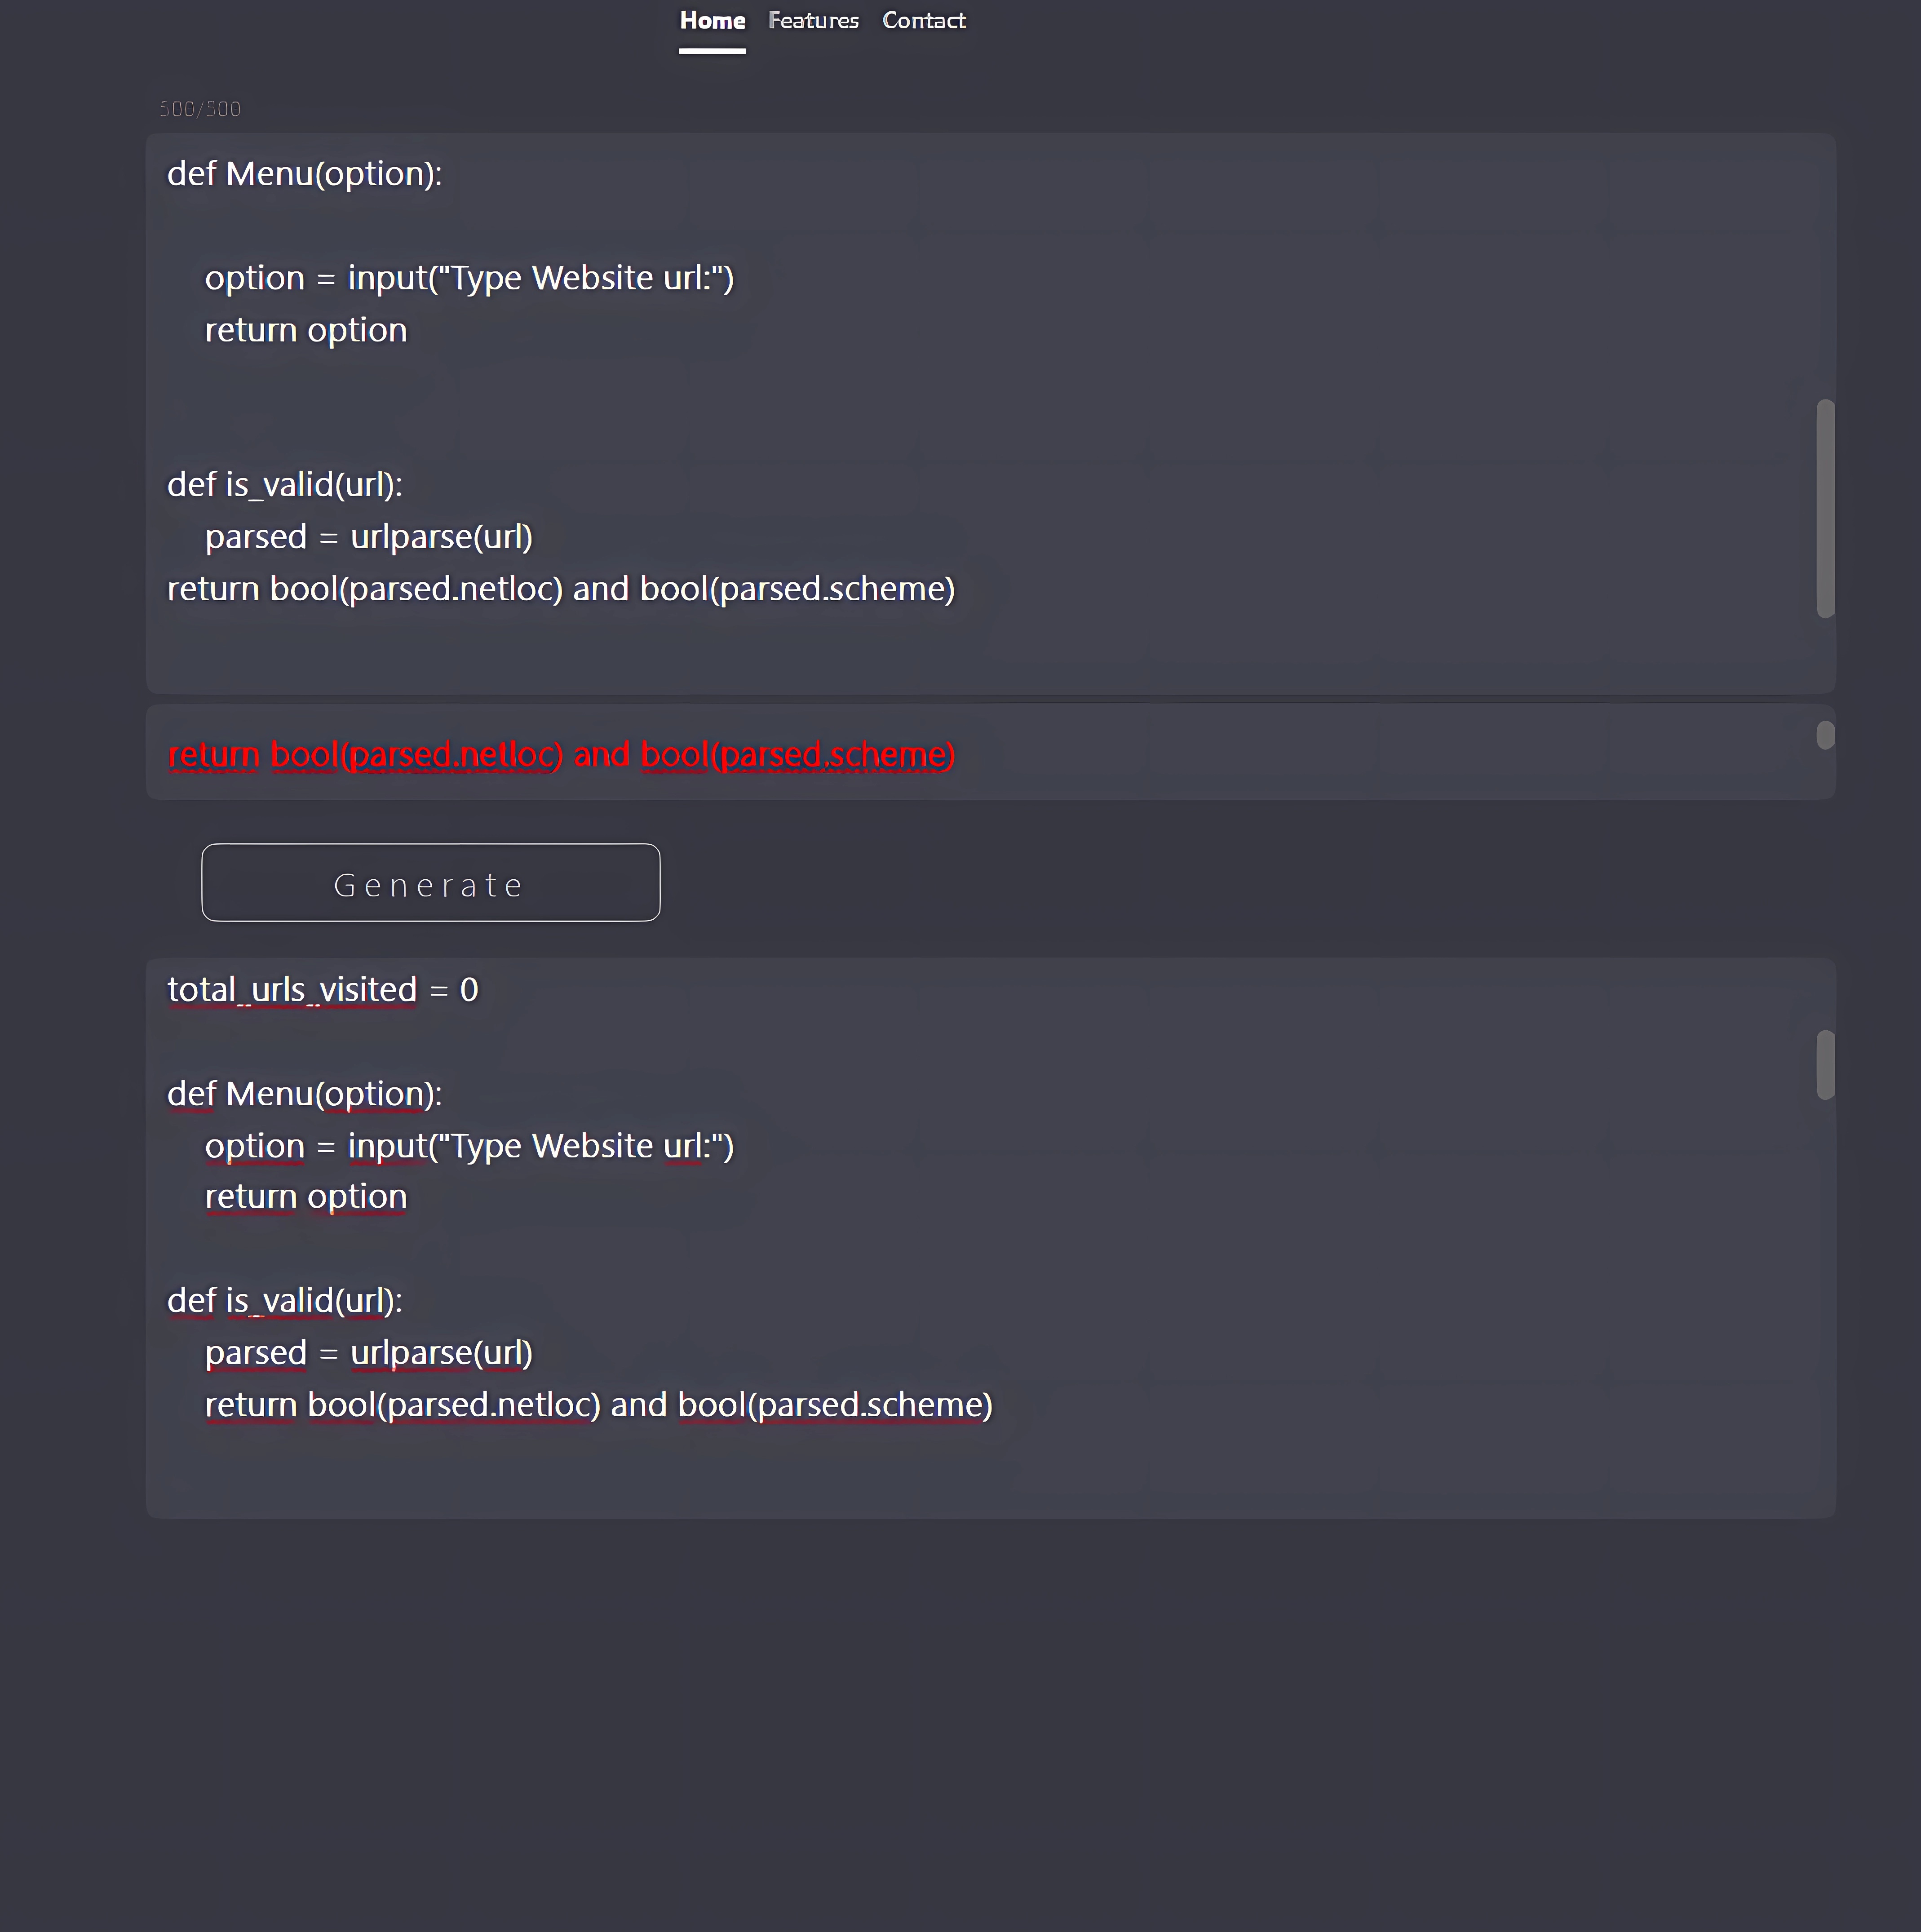 Home Features Contact
500/500
def Menu(option):
option = input("Type Website url:")
return option
def is_valid(url):
parsed = urlparse(url)
return bool(parsed.netloc) and bool(parsed.scheme)
return bool(parsed.netloc) and bool(parsed.scheme)
Generate
total_urls_visited = 0
def Menu(option):
option = input("Type Website url:")
return option
def is_valid(url):
parsed = urlparse(url)
return bool(parsed.netloc) and bool(parsed.scheme)